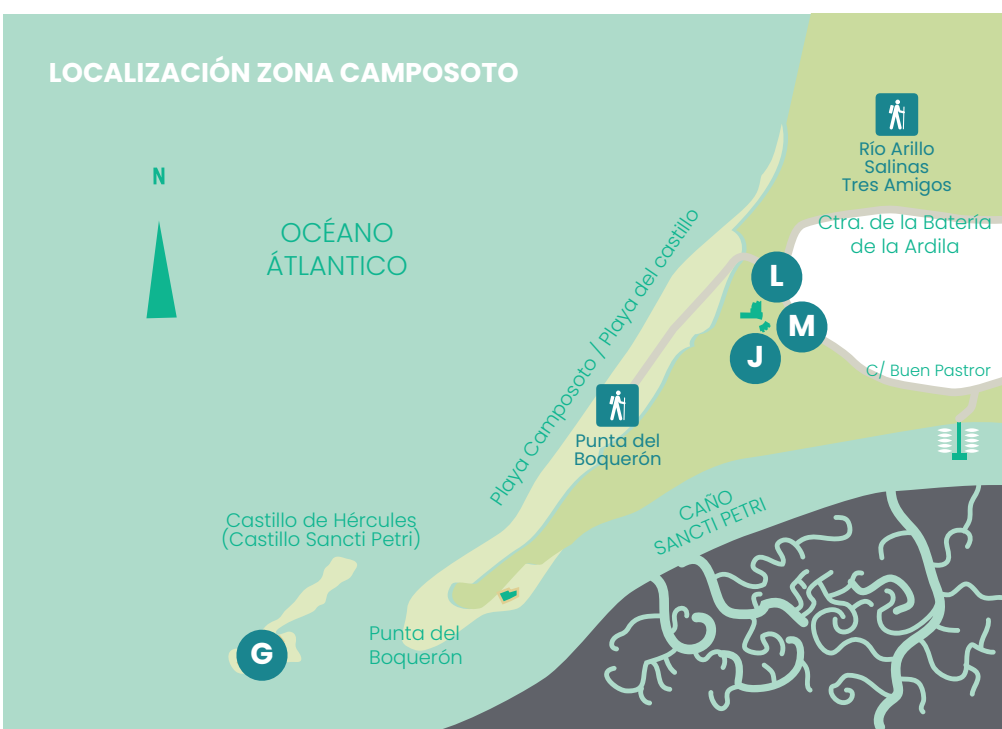 LOCALIZACIÓN ZONA CAMPOSOTO
N
OCÉANO
ÁTLANTICO
Río Arillo
Salinas
Tres Amigos
Ctra. de la Batería
de la Ardila
L
M
J
C/ Buen Pastror
Playa Camposoto / Playa del castillo
Punta del
Boquerón
CAÑO
SANCTI PETRI
Castillo de Hércules
(Castillo Sancti Petri)
Punta del
Boquerón
G